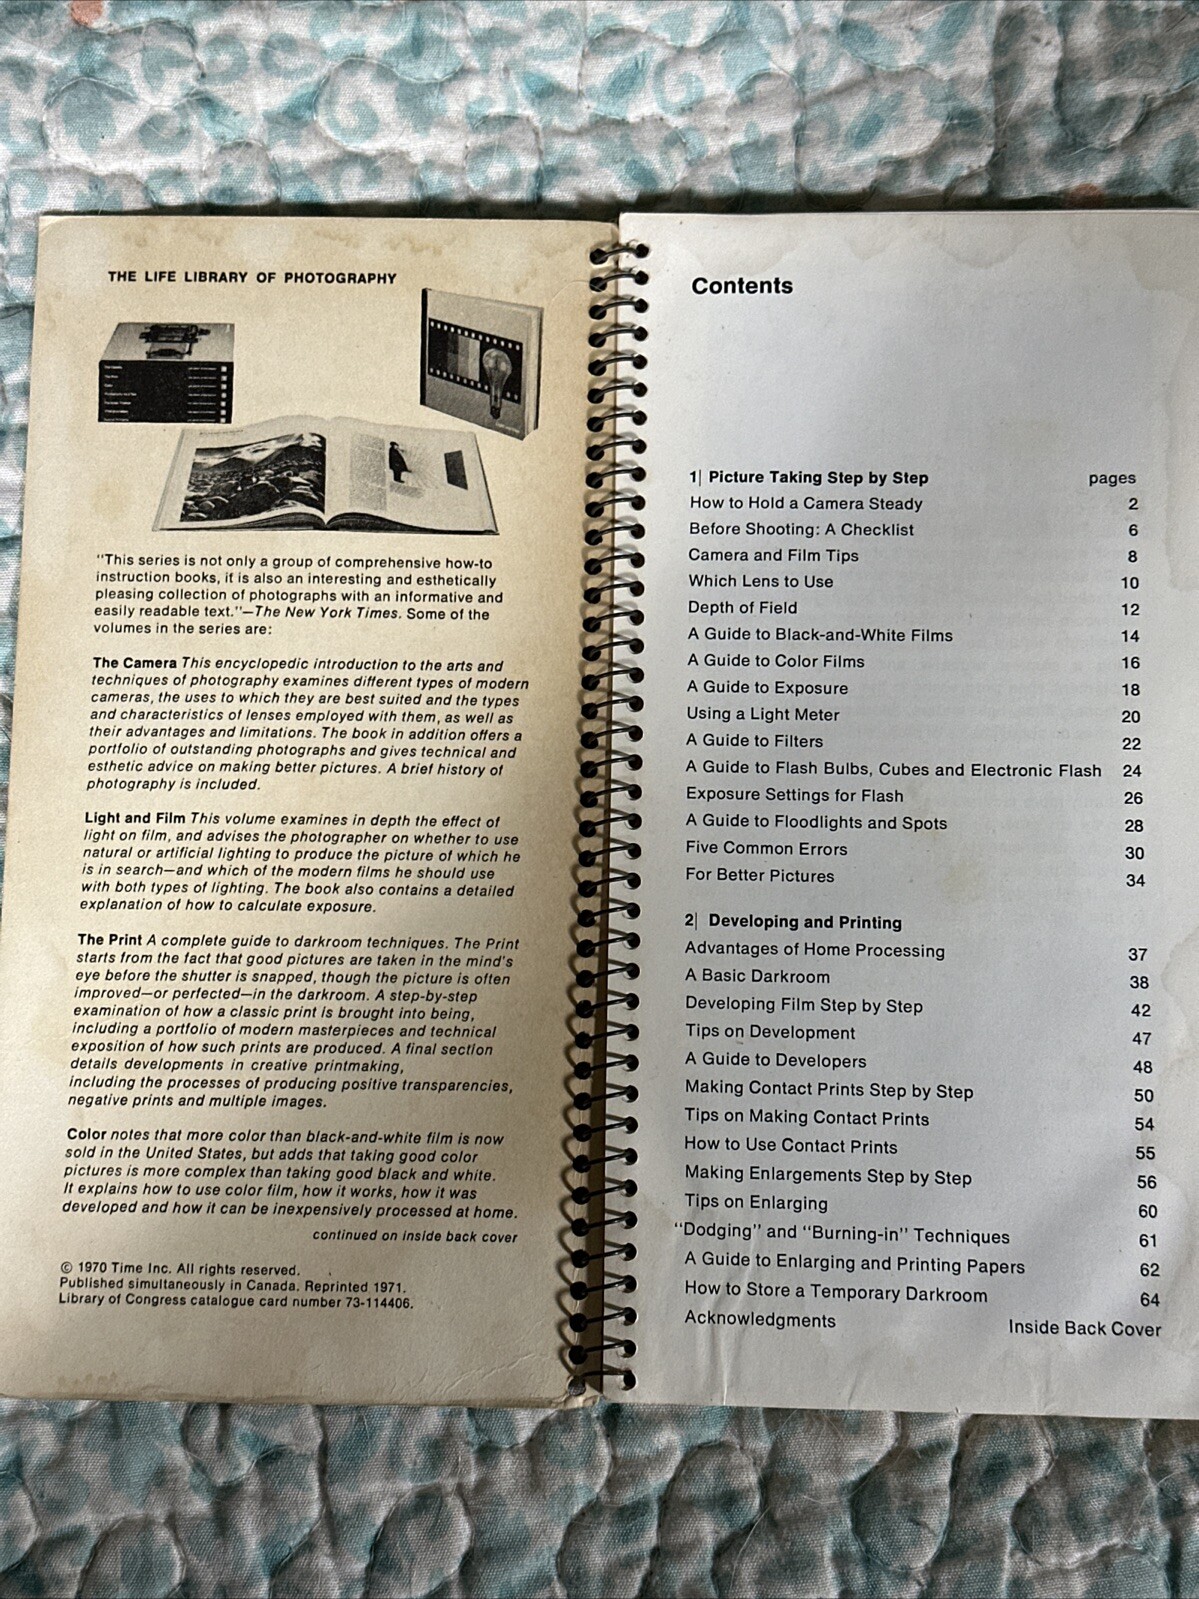 THE LIFE LIBRARY OF PHOTOGRAPHY
"This series is not only a group of comprehensive how-to
instruction books, it is also an interesting and esthetically
pleasing collection of photographs with an informative and
easily readable text."—The New York Times. Some of the
volumes in the series are:
The Camera This encyclopedic introduction to the arts and
techniques of photography examines different types of modern
cameras, the uses to which they are best suited and the types
and characteristics of lenses employed with them, as well as
their advantages and limitations. The book in addition offers a
portfolio of outstanding photographs and gives technical and
esthetic advice on making better pictures. A brief history of
photography is included.
Light and Film This volume examines in depth the effect of
light on film, and advises the photographer on whether to use
natural or artificial lighting to produce the picture of which he
is in search—and which of the modern films he should use
with both types of lighting. The book also contains a detailed
explanation of how to calculate exposure.
The Print A complete guide to darkroom techniques. The Print
starts from the fact that good pictures are taken in the mind's
eye before the shutter is snapped, though the picture is often
improved—or perfected—in the darkroom. A step-by-step
examination of how a classic print is brought into being,
including a portfolio of modern masterpieces and technical
exposition of how such prints are produced. A final section
details developments in creative printmaking,
including the processes of producing positive transparencies,
negative prints and multiple images.
Color notes that more color than black-and-white film is now
sold in the United States, but adds that taking good color
pictures is more complex than taking good black and white.
It explains how to use color film, how it works, how it was
developed and how it can be inexpensively processed at home.
continued on inside back cover
© 1970 Time Inc. All rights reserved.
Published simultaneously in Canada. Reprinted 1971.
Library of Congress catalogue card number 73-114406.
Contents
1| Picture Taking Step by Step pages
How to Hold a Camera Steady 2
Before Shooting: A Checklist 6
Camera and Film Tips 8
Which Lens to Use 10
Depth of Field 12
A Guide to Black-and-White Films 14
A Guide to Color Films 16
A Guide to Exposure 18
Using a Light Meter 20
A Guide to Filters 22
A Guide to Flash Bulbs, Cubes and Electronic Flash 24
Exposure Settings for Flash 26
A Guide to Floodlights and Spots 28
Five Common Errors 30
For Better Pictures 34
2| Developing and Printing
Advantages of Home Processing 37
A Basic Darkroom 38
Developing Film Step by Step 42
Tips on Development 47
A Guide to Developers 48
Making Contact Prints Step by Step 50
Tips on Making Contact Prints 54
How to Use Contact Prints 55
Making Enlargements Step by Step 56
Tips on Enlarging 60
"Dodging" and "Burning-in" Techniques 61
A Guide to Enlarging and Printing Papers 62
How to Store a Temporary Darkroom 64
Acknowledgments Inside Back Cover